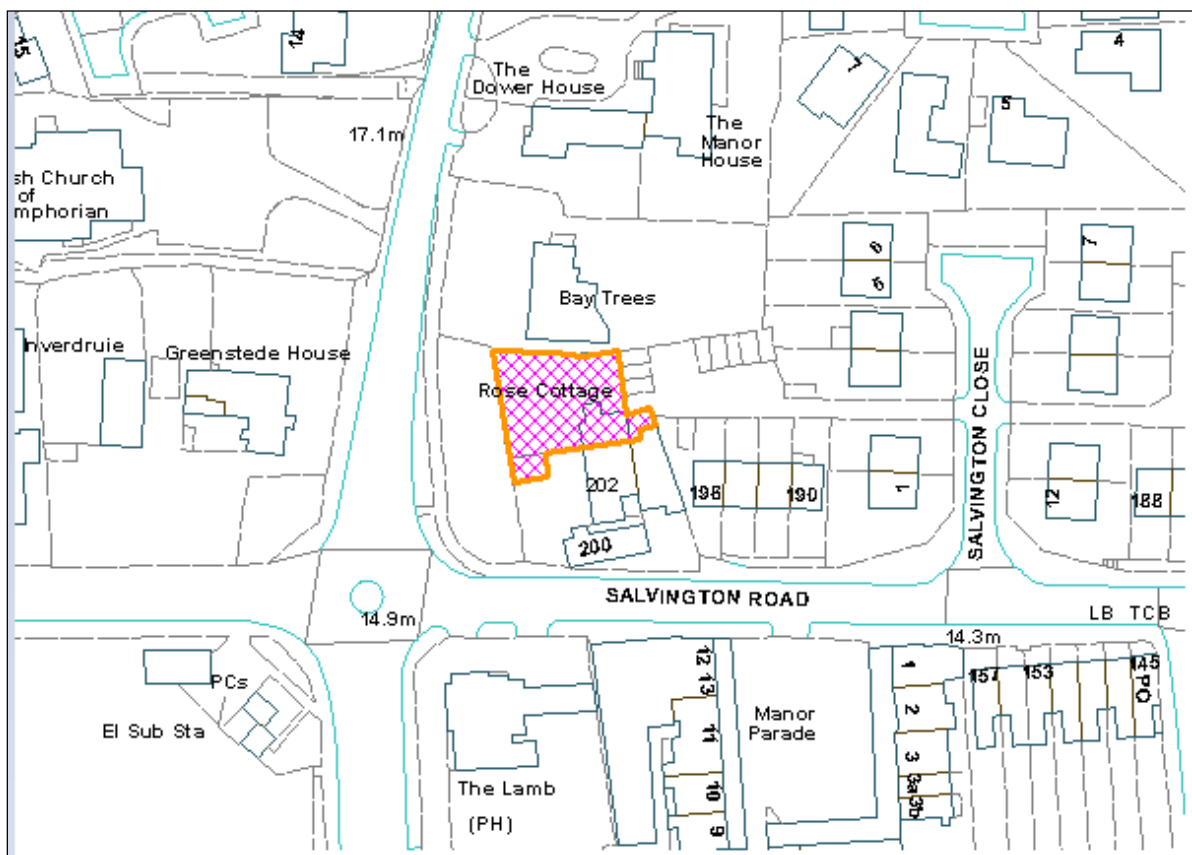 15
14
4
The
Dower House
7
5
17.1m
The
Manor
House
sh Church
of
mphorian
8
6
7
Bay Trees
Inverdruie
Greenstede House
Rose Cottage
SALVINGTON CLOSE
202
198
190
1
12
188
200
SALVINGTON ROAD
14.9m
LB TCB
14.3m
PCs
El Sub Sta
12 13
11
10
9
Manor
Parade
1
2
3
3a
3b
157
153
145
PO
The Lamb
(PH)